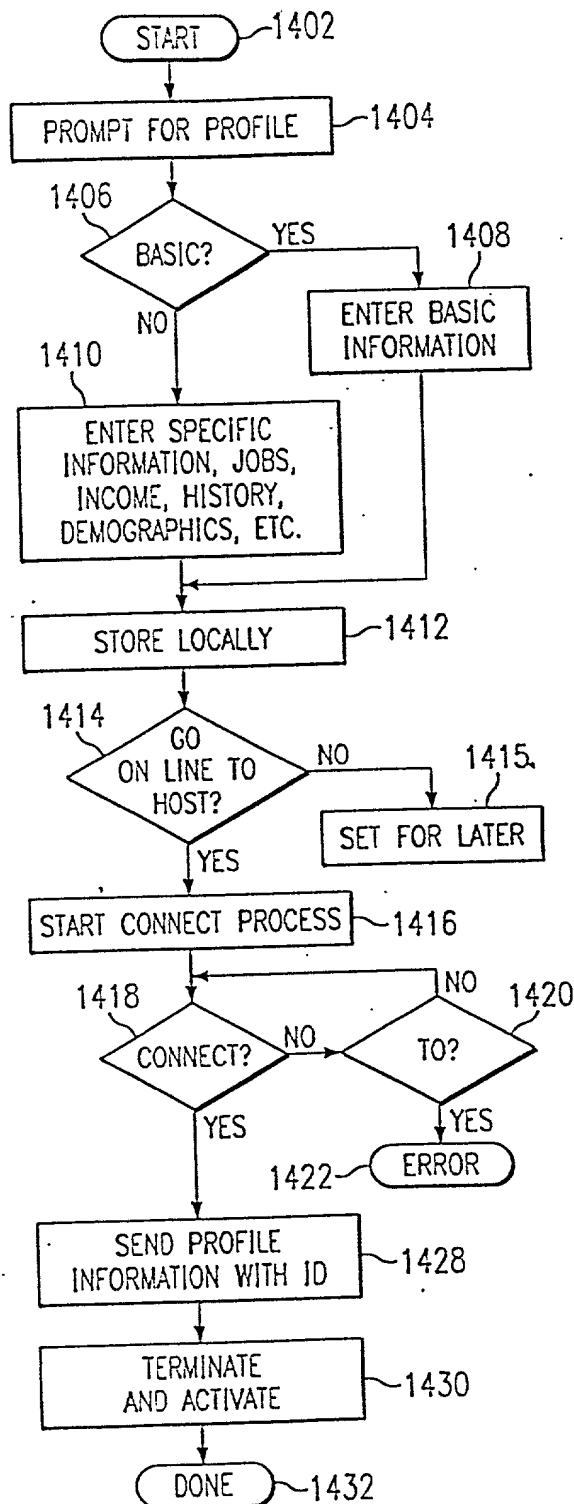 START
1402
PROMPT FOR PROFILE
1404
1406
BASIC?
YES
NO
1408
ENTER BASIC
INFORMATION
1410
ENTER SPECIFIC
INFORMATION, JOBS,
INCOME, HISTORY,
DEMOGRAPHICS, ETC.
STORE LOCALLY
1412
1414
GO
ON LINE TO
HOST?
NO
YES
1415
SET FOR LATER
START CONNECT PROCESS
1416
1418
CONNECT?
NO
YES
NO
1420
TO?
YES
1422
ERROR
SEND PROFILE
INFORMATION WITH ID
1428
TERMINATE
AND ACTIVATE
1430
DONE
1432